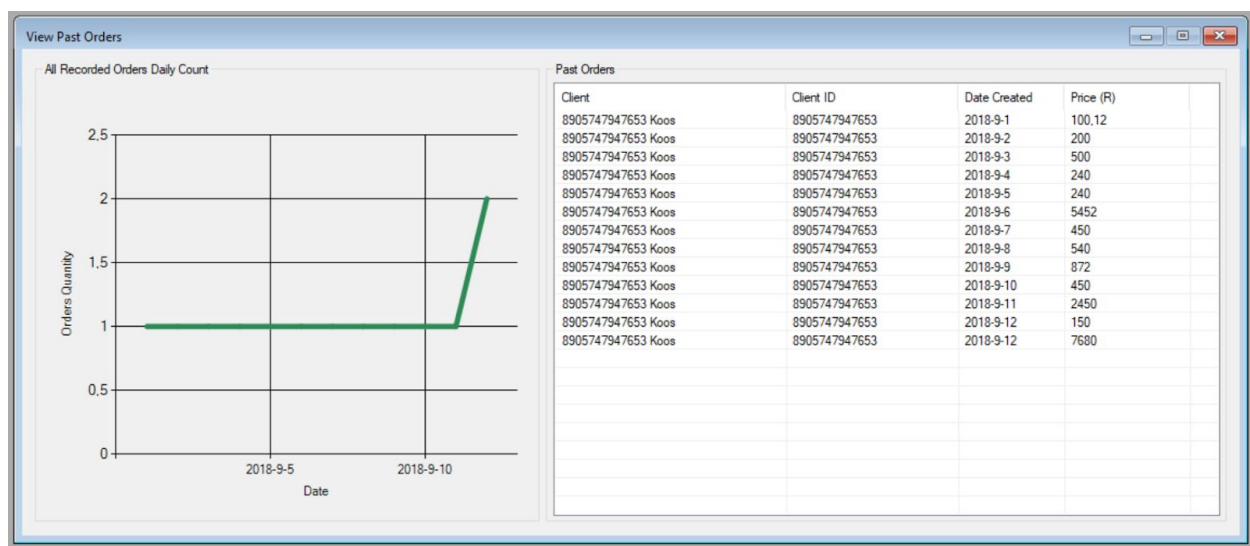 View Past Orders
All Recorded Orders Daily Count
2,5
2
1,5
1
0,5
0
Orders Quantity
2018-9-5 2018-9-10
Date
Past Orders
Client Client ID Date Created Price (R)
8905747947653 Koos 8905747947653 2018-9-1 100,12
8905747947653 Koos 8905747947653 2018-9-2 200
8905747947653 Koos 8905747947653 2018-9-3 500
8905747947653 Koos 8905747947653 2018-9-4 240
8905747947653 Koos 8905747947653 2018-9-5 240
8905747947653 Koos 8905747947653 2018-9-6 5452
8905747947653 Koos 8905747947653 2018-9-7 450
8905747947653 Koos 8905747947653 2018-9-8 540
8905747947653 Koos 8905747947653 2018-9-9 872
8905747947653 Koos 8905747947653 2018-9-10 450
8905747947653 Koos 8905747947653 2018-9-11 2450
8905747947653 Koos 8905747947653 2018-9-12 150
8905747947653 Koos 8905747947653 2018-9-12 7680